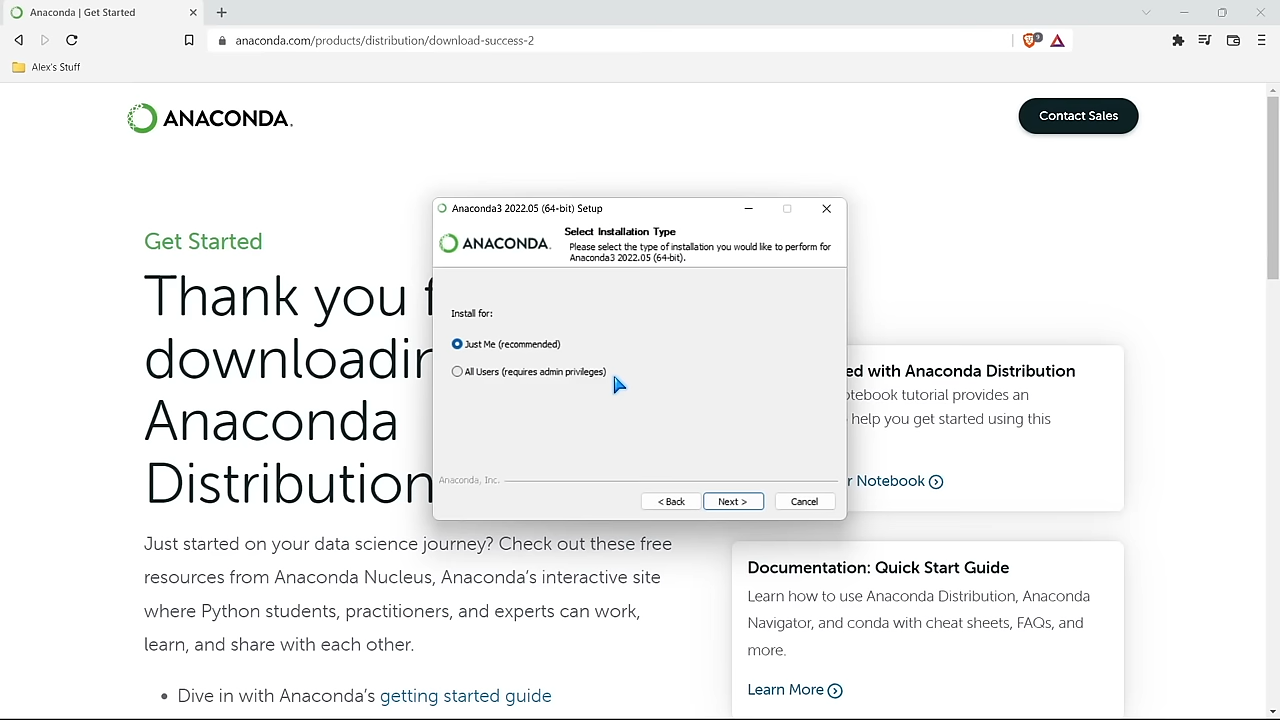 Anaconda | Get Started
anaconda.com/products/distribution/download-success-2
Alex's Stuff
ANACONDA.
Contact Sales
Get Started
Thank you f
downloadin
Anaconda
Distribution
Just started on your data science journey? Check out these free
resources from Anaconda Nucleus, Anaconda's interactive site
where Python students, practitioners, and experts can work,
learn, and share with each other.
• Dive in with Anaconda's getting started guide
Anaconda3 2022.05 (64-bit) Setup
ANACONDA.
Select Installation Type
Please select the type of installation you would like to perform for
Anaconda3 2022.05 (64-bit).
Install for:
Just Me (recommended)
All Users (requires admin privileges)
Anaconda, Inc.
< Back
Next >
Cancel
ed with Anaconda Distribution
otebook tutorial provides an
help you get started using this
r Notebook
Documentation: Quick Start Guide
Learn how to use Anaconda Distribution, Anaconda
Navigator, and conda with cheat sheets, FAQs, and
more.
Learn More